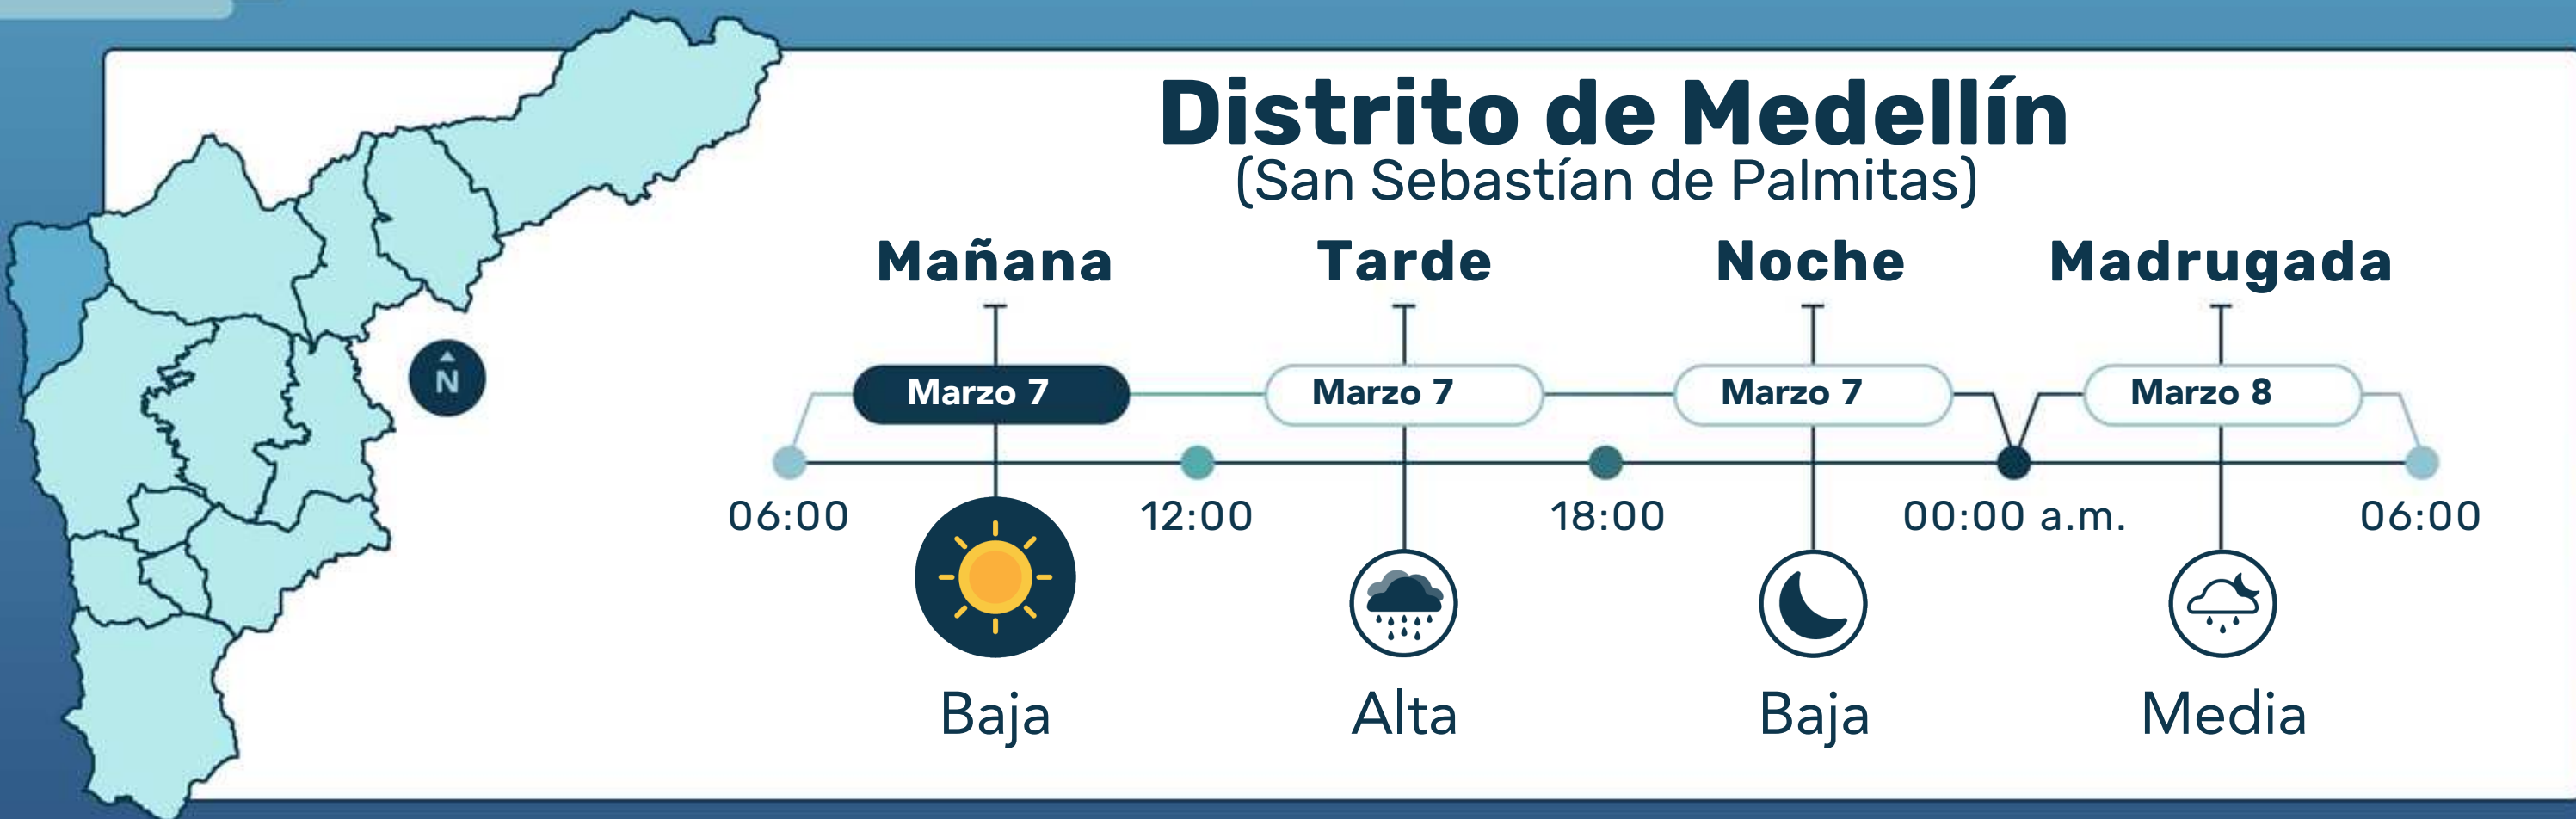 Distrito de Medellín
(San Sebastían de Palmitas)
Mañana Tarde Noche Madrugada
Marzo 7 Marzo 7 Marzo 7 Marzo 8
N
06:00 12:00 18:00 00:00 a.m. 06:00
Baja Alta Baja Media